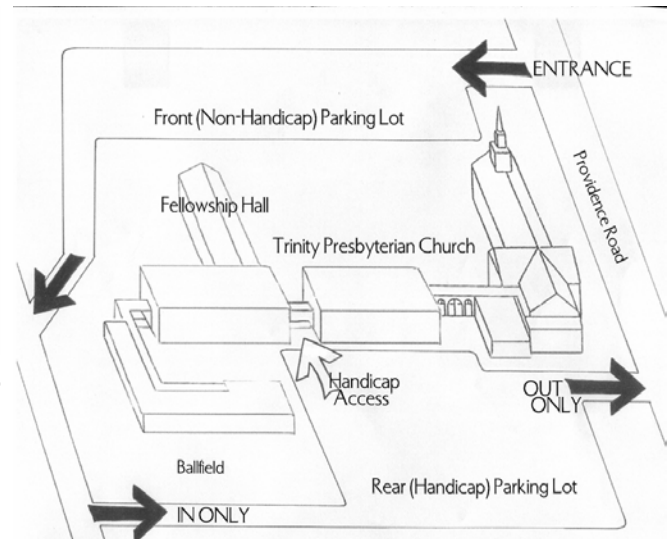 ENTRANCE
Front (Non-Handicap) Parking Lot
Providence Road
Fellowship Hall
Trinity Presbyterian Church
Handicap
Access
OUT
ONLY
Ballfield
Rear (Handicap) Parking Lot
IN ONLY